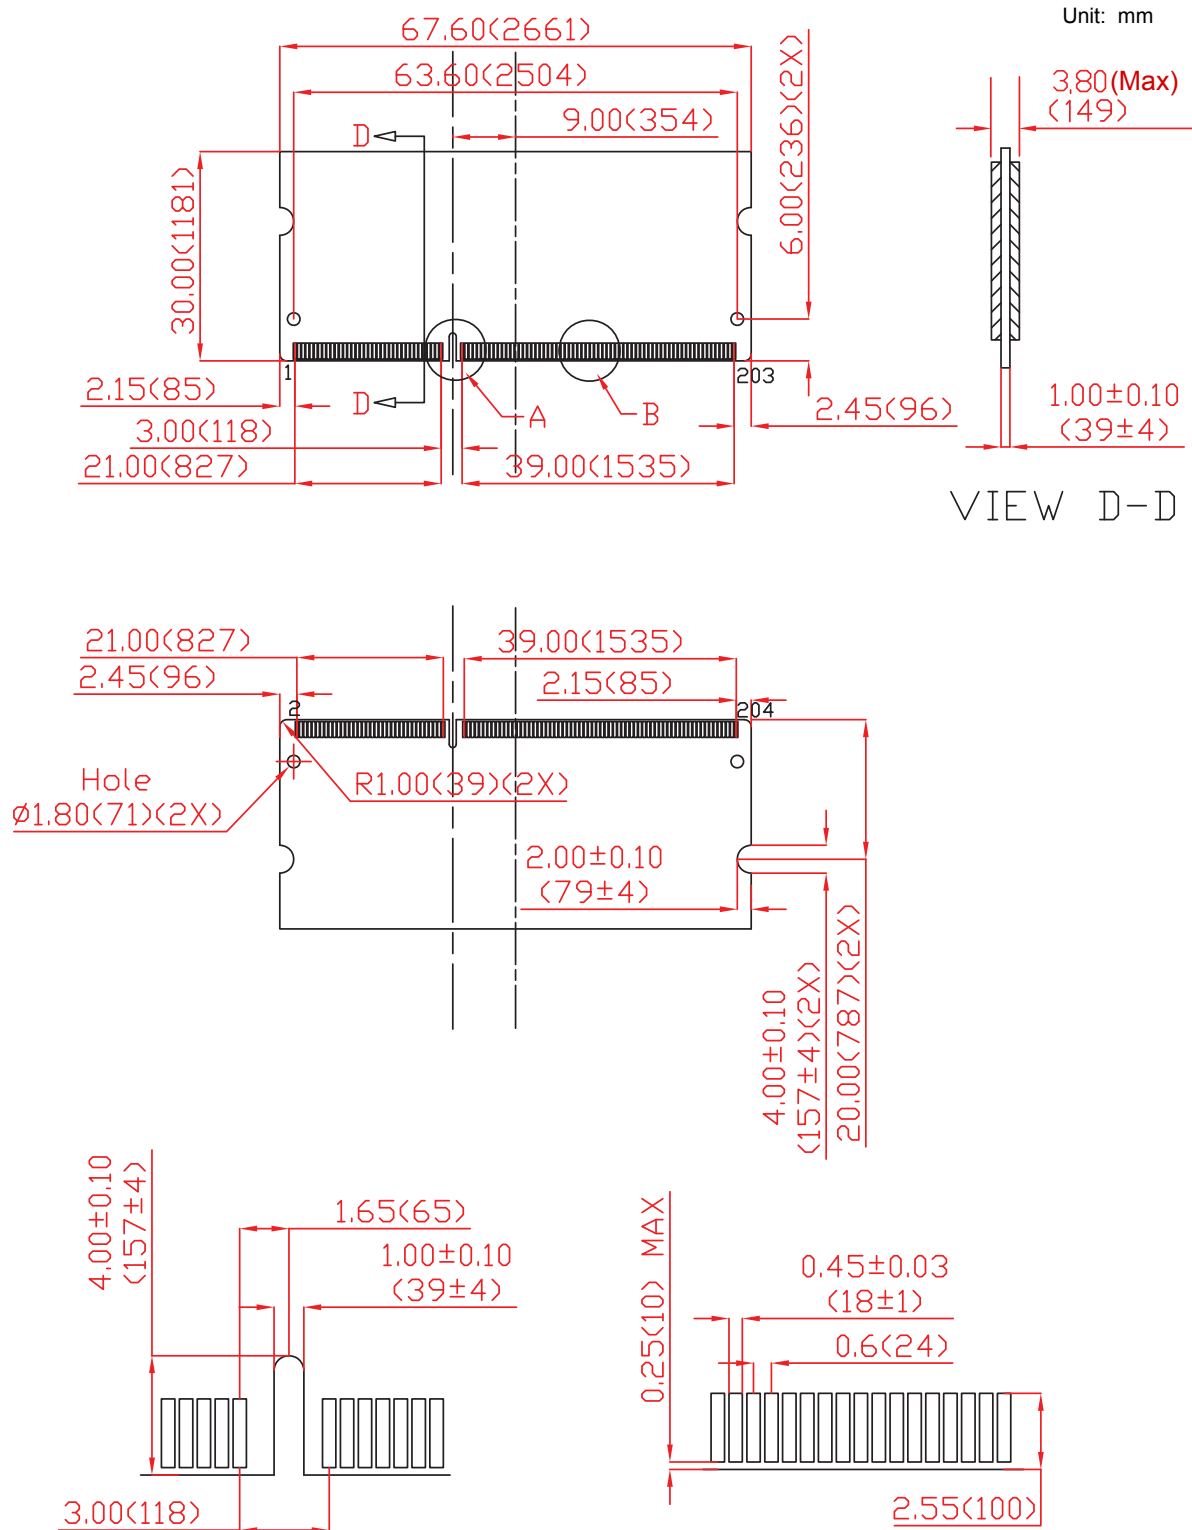 Unit: mm
67.60(2661)
63.60(2504)
9.00(354)
D
30.00(1181)
6.00(236)(2X)
3.80(Max)
(149)
1
203
2.15(85)
D
A
B
2.45(96)
3.00(118)
21.00(827)
39.00(1535)
1.00±0.10
(39±4)
VIEW D-D
21.00(827)
39.00(1535)
2.45(96)
2.15(85)
2
204
Hole
Ø1.80(71)(2X)
R1.00(39)(2X)
2.00±0.10
(79±4)
4.00±0.10
(157±4)(2X)
20.00(787)(2X)
4.00±0.10
(157±4)
1.65(65)
1.00±0.10
(39±4)
3.00(118)
0.25(10) MAX
0.45±0.03
(18±1)
0.6(24)
2.55(100)